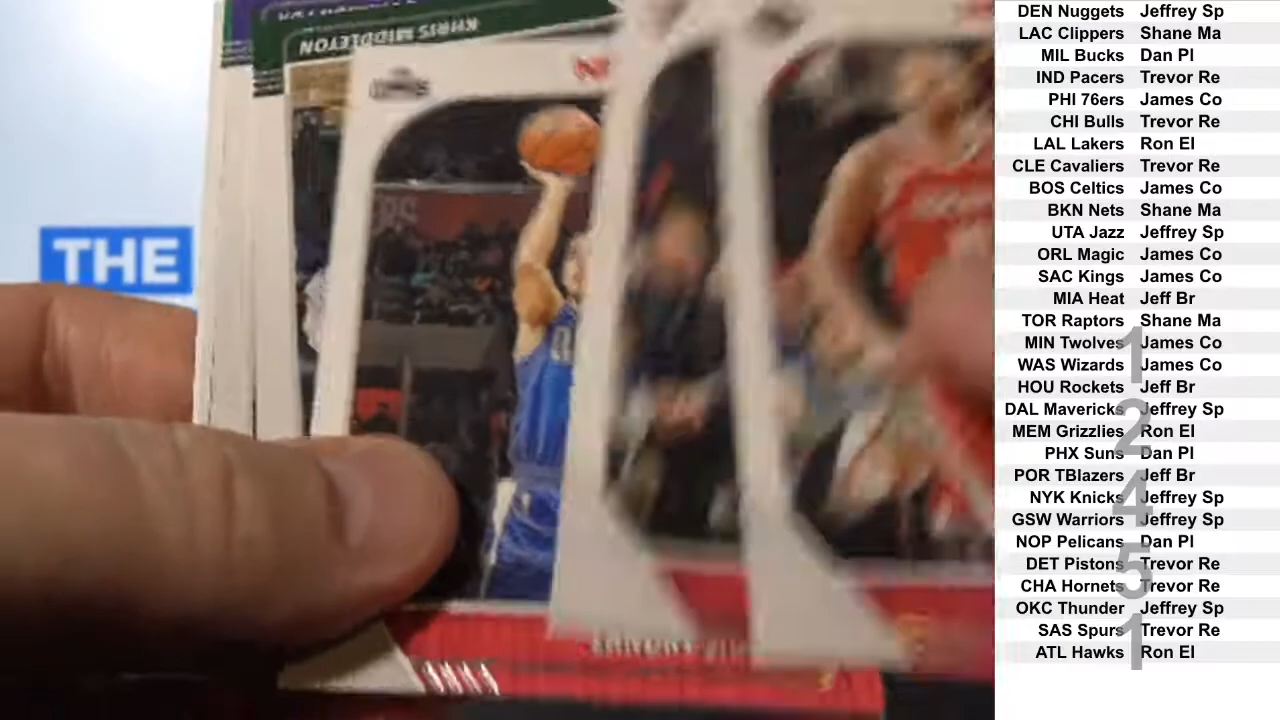 KHRIS MIDDLETON
THE
DEN Nuggets Jeffrey Sp
LAC Clippers Shane Ma
MIL Bucks Dan Pl
IND Pacers Trevor Re
PHI 76ers James Co
CHI Bulls Trevor Re
LAL Lakers Ron El
CLE Cavaliers Trevor Re
BOS Celtics James Co
BKN Nets Shane Ma
UTA Jazz Jeffrey Sp
ORL Magic James Co
SAC Kings James Co
MIA Heat Jeff Br
TOR Raptors Shane Ma
MIN Twolves James Co
WAS Wizards James Co
HOU Rockets Jeff Br
DAL Mavericks Jeffrey Sp
MEM Grizzlies Ron El
PHX Suns Dan Pl
POR TBlazers Jeff Br
NYK Knicks Jeffrey Sp
GSW Warriors Jeffrey Sp
NOP Pelicans Dan Pl
DET Pistons Trevor Re
CHA Hornets Trevor Re
OKC Thunder Jeffrey Sp
SAS Spurs Trevor Re
ATL Hawks Ron El
1
2
4
5
1